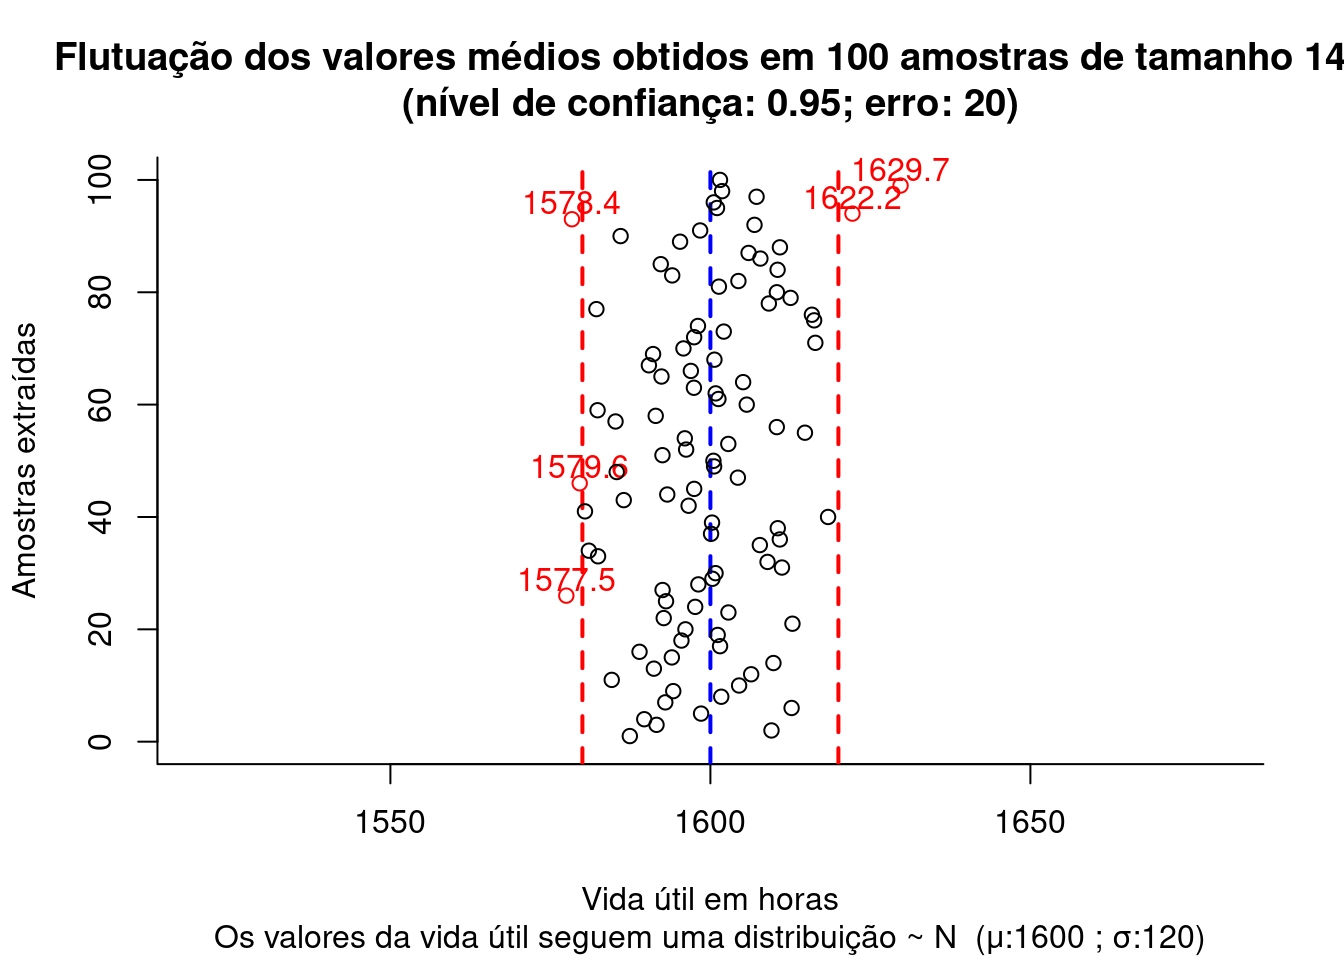 Flutuação dos valores médios obtidos em 100 amostras de tamanho 14
(nível de confiança: 0.95; erro: 20)
1629.7
1622.2
1578.4
1579.6
1577.5
Amostras extraídas
100
80
60
40
20
0
1550 1600 1650
Vida útil em horas
Os valores da vida útil seguem uma distribuição ~ N (μ:1600 ; σ:120)